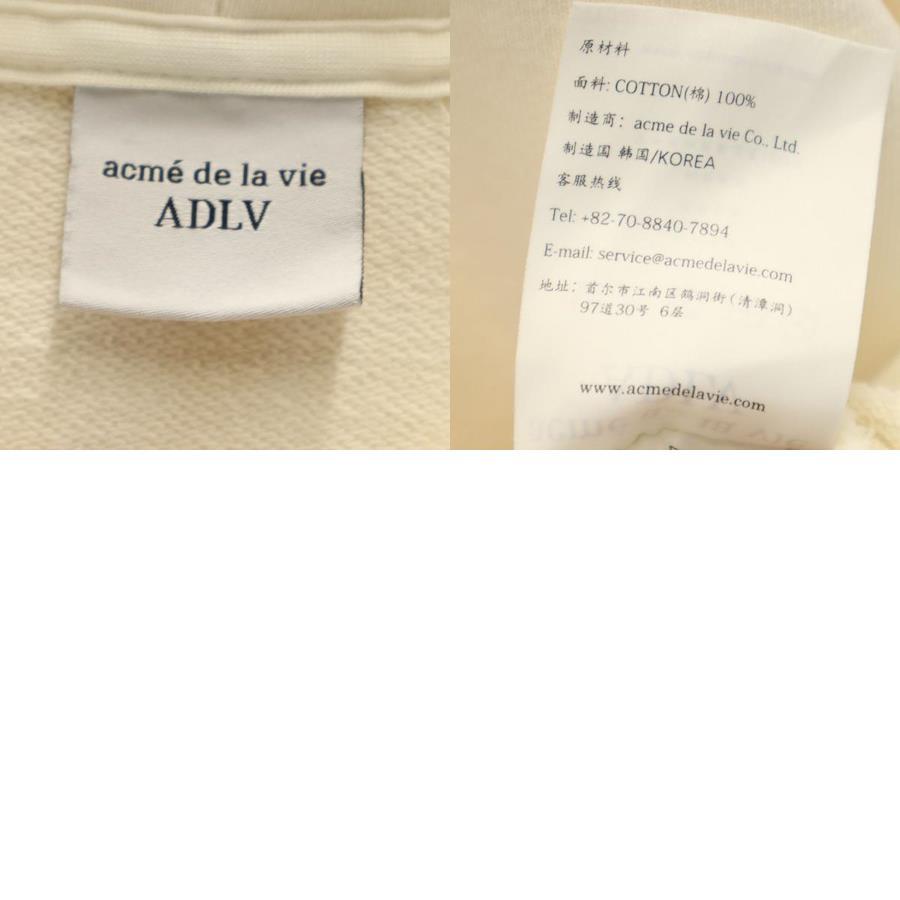 acmé de la vie
ADLV
原材料
面料: COTTON(棉) 100%
制造商: acme de la vie Co., Ltd.
制造国 韩国/KOREA
客服热线
Tel: +82-70-8840-7894
E-mail: service@acmedelavie.com
地址: 首尔市江南区鹤洞街(清潭洞)
97道30号 6层
www.acmedelavie.com